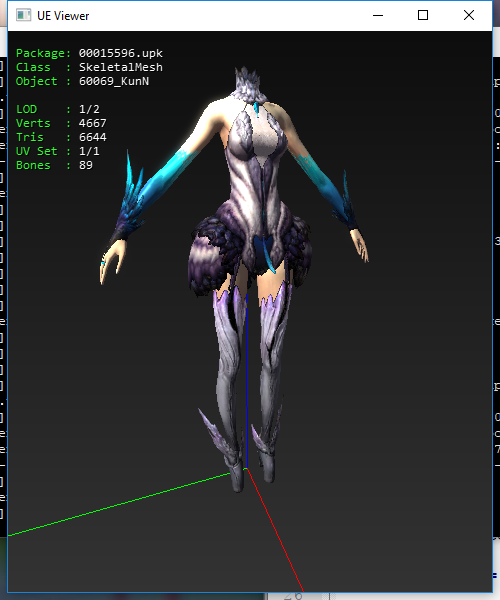 UE Viewer
Package: 00015596.upk
Class : SkeletalMesh
Object : 60069_KunN
LOD : 1/2
Verts : 4667
Tris : 6644
UV Set : 1/1
Bones : 89